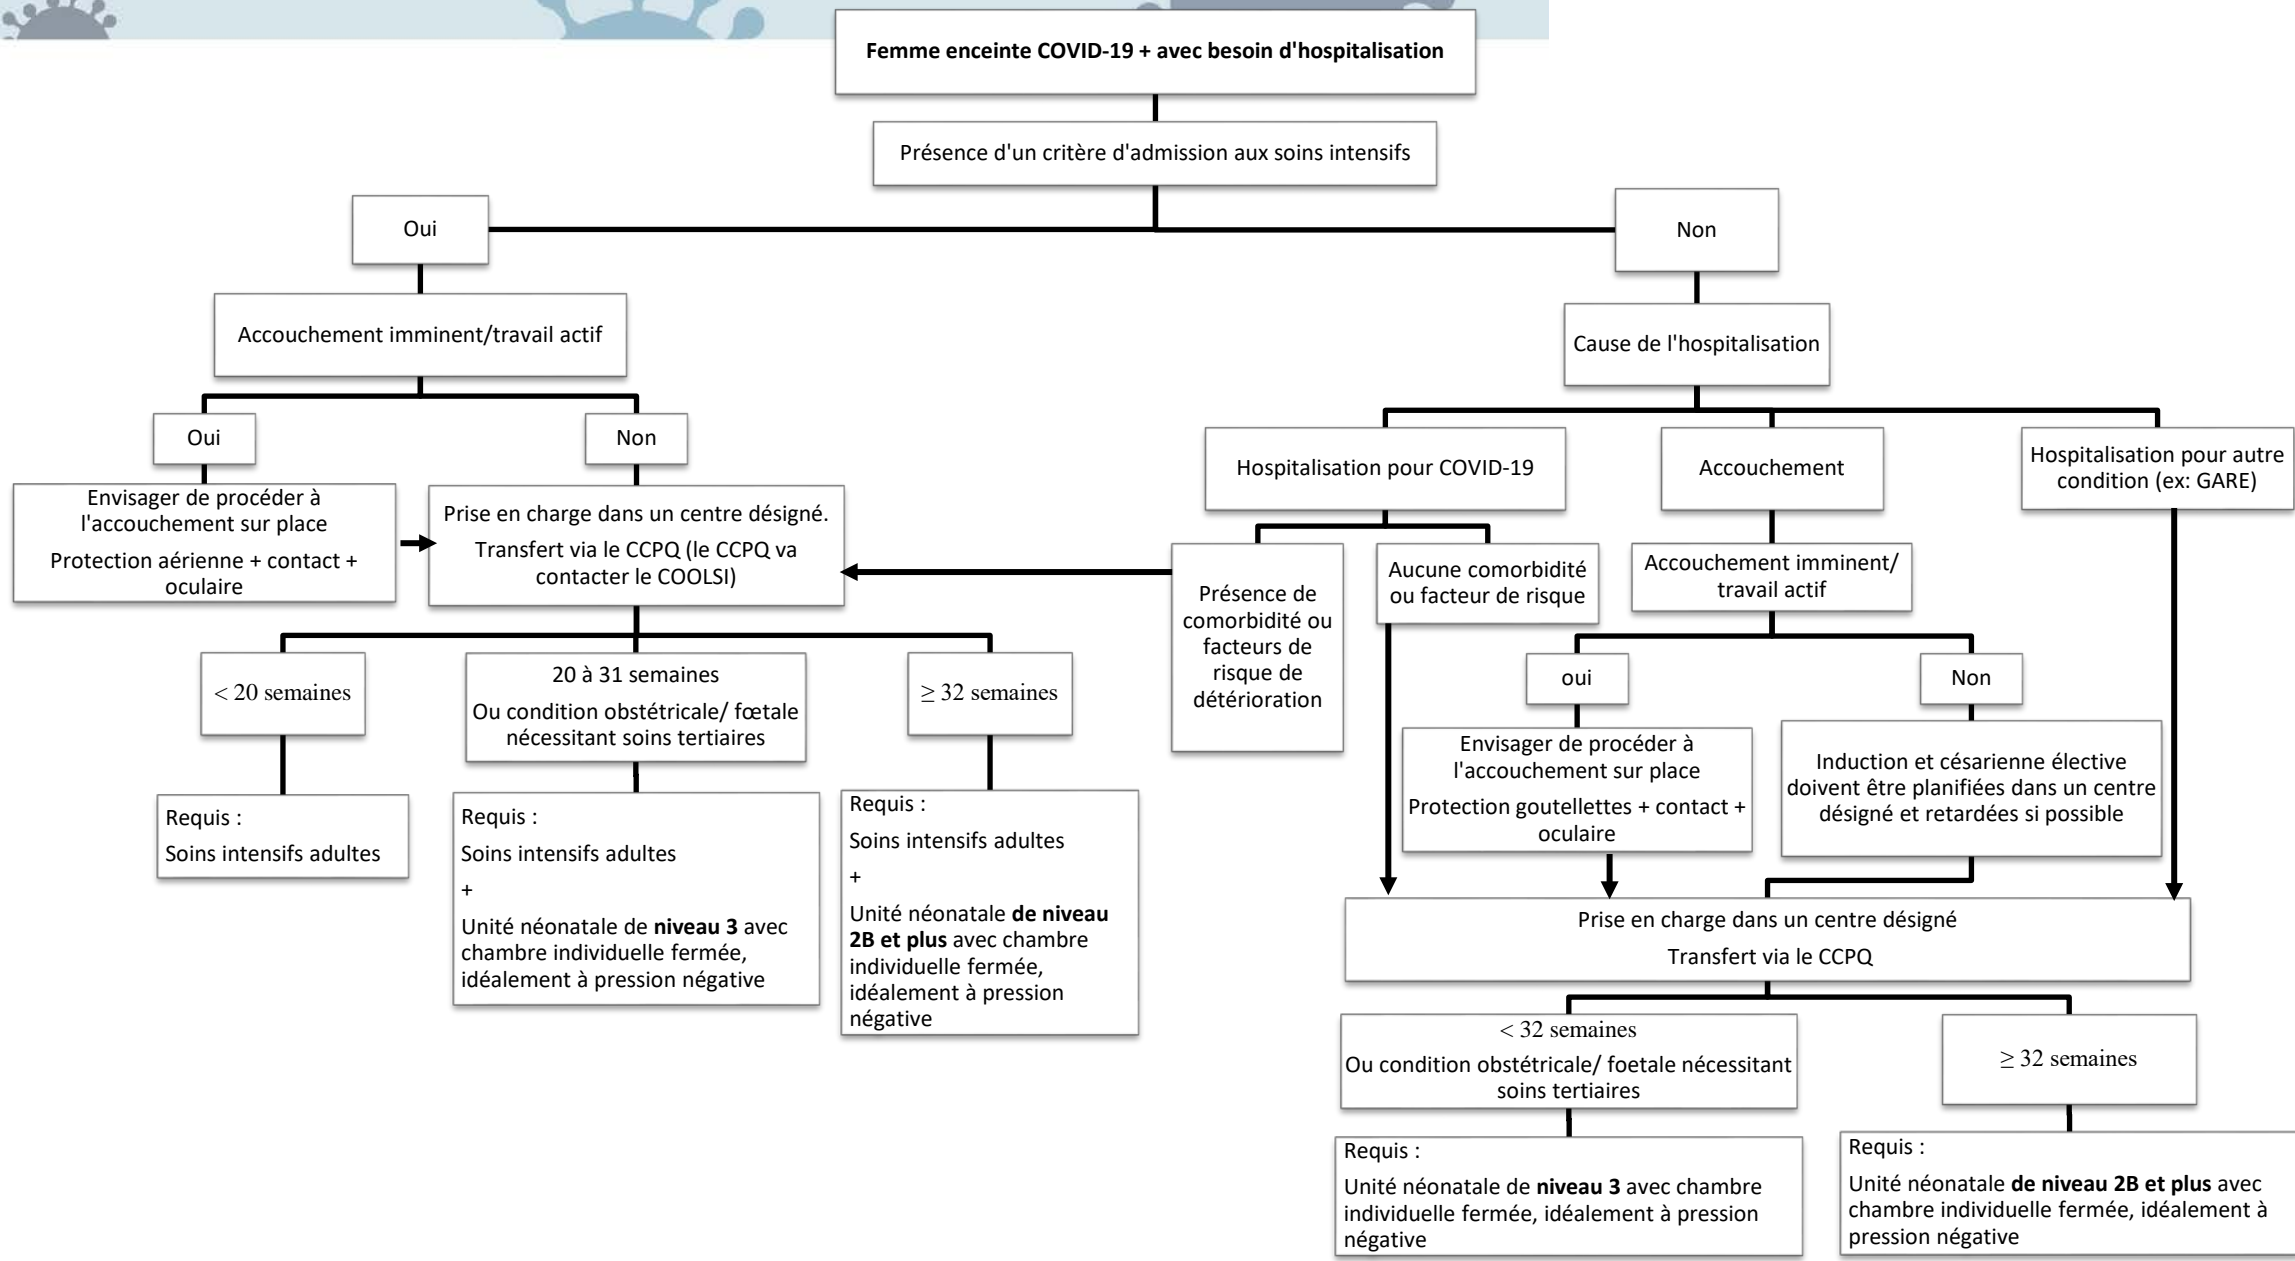 Femme enceinte COVID-19 + avec besoin d'hospitalisation
Présence d'un critère d'admission aux soins intensifs
Oui
Non
Accouchement imminent/travail actif
Cause de l'hospitalisation
Oui
Non
Envisager de procéder à
l'accouchement sur place
Protection aérienne + contact +
oculaire
Prise en charge dans un centre désigné.
Transfert via le CCPQ (le CCPQ va
contacter le COOLSI)
< 20 semaines
20 à 31 semaines
Ou condition obstétricale/ fœtale
nécessitant soins tertiaires
≥ 32 semaines
Requis :
Soins intensifs adultes
Requis :
Soins intensifs adultes
+
Unité néonatale de niveau 3 avec
chambre individuelle fermée,
idéalement à pression négative
Requis :
Soins intensifs adultes
+
Unité néonatale de niveau
2B et plus avec chambre
individuelle fermée,
idéalement à pression
négative
Hospitalisation pour COVID-19
Accouchement
Hospitalisation pour autre
condition (ex: GARE)
Présence de
comorbidité ou
facteurs de
risque de
détérioration
Aucune comorbidité
ou facteur de risque
Accouchement imminent/
travail actif
oui
Non
Envisager de procéder à
l'accouchement sur place
Protection goutellettes + contact +
oculaire
Induction et césarienne élective
doivent être planifiées dans un centre
désigné et retardées si possible
Prise en charge dans un centre désigné
Transfert via le CCPQ
< 32 semaines
Ou condition obstétricale/ foetale nécessitant
soins tertiaires
≥ 32 semaines
Requis :
Unité néonatale de niveau 3 avec chambre
individuelle fermée, idéalement à pression
négative
Requis :
Unité néonatale de niveau 2B et plus avec
chambre individuelle fermée, idéalement à
pression négative